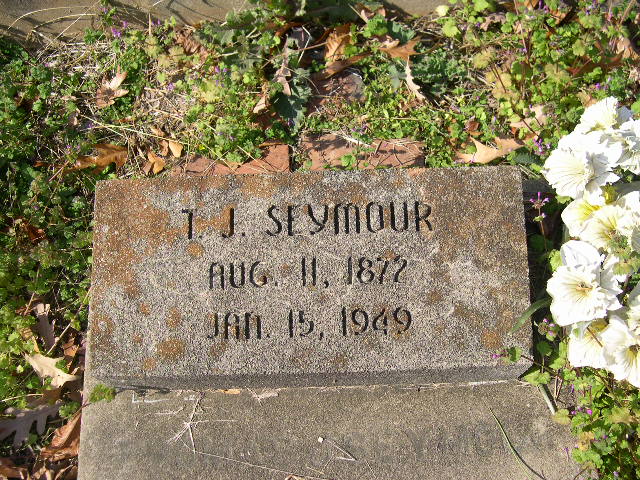 T. J. SEYMOUR
AUG. 11, 1872
JAN. 15, 1949